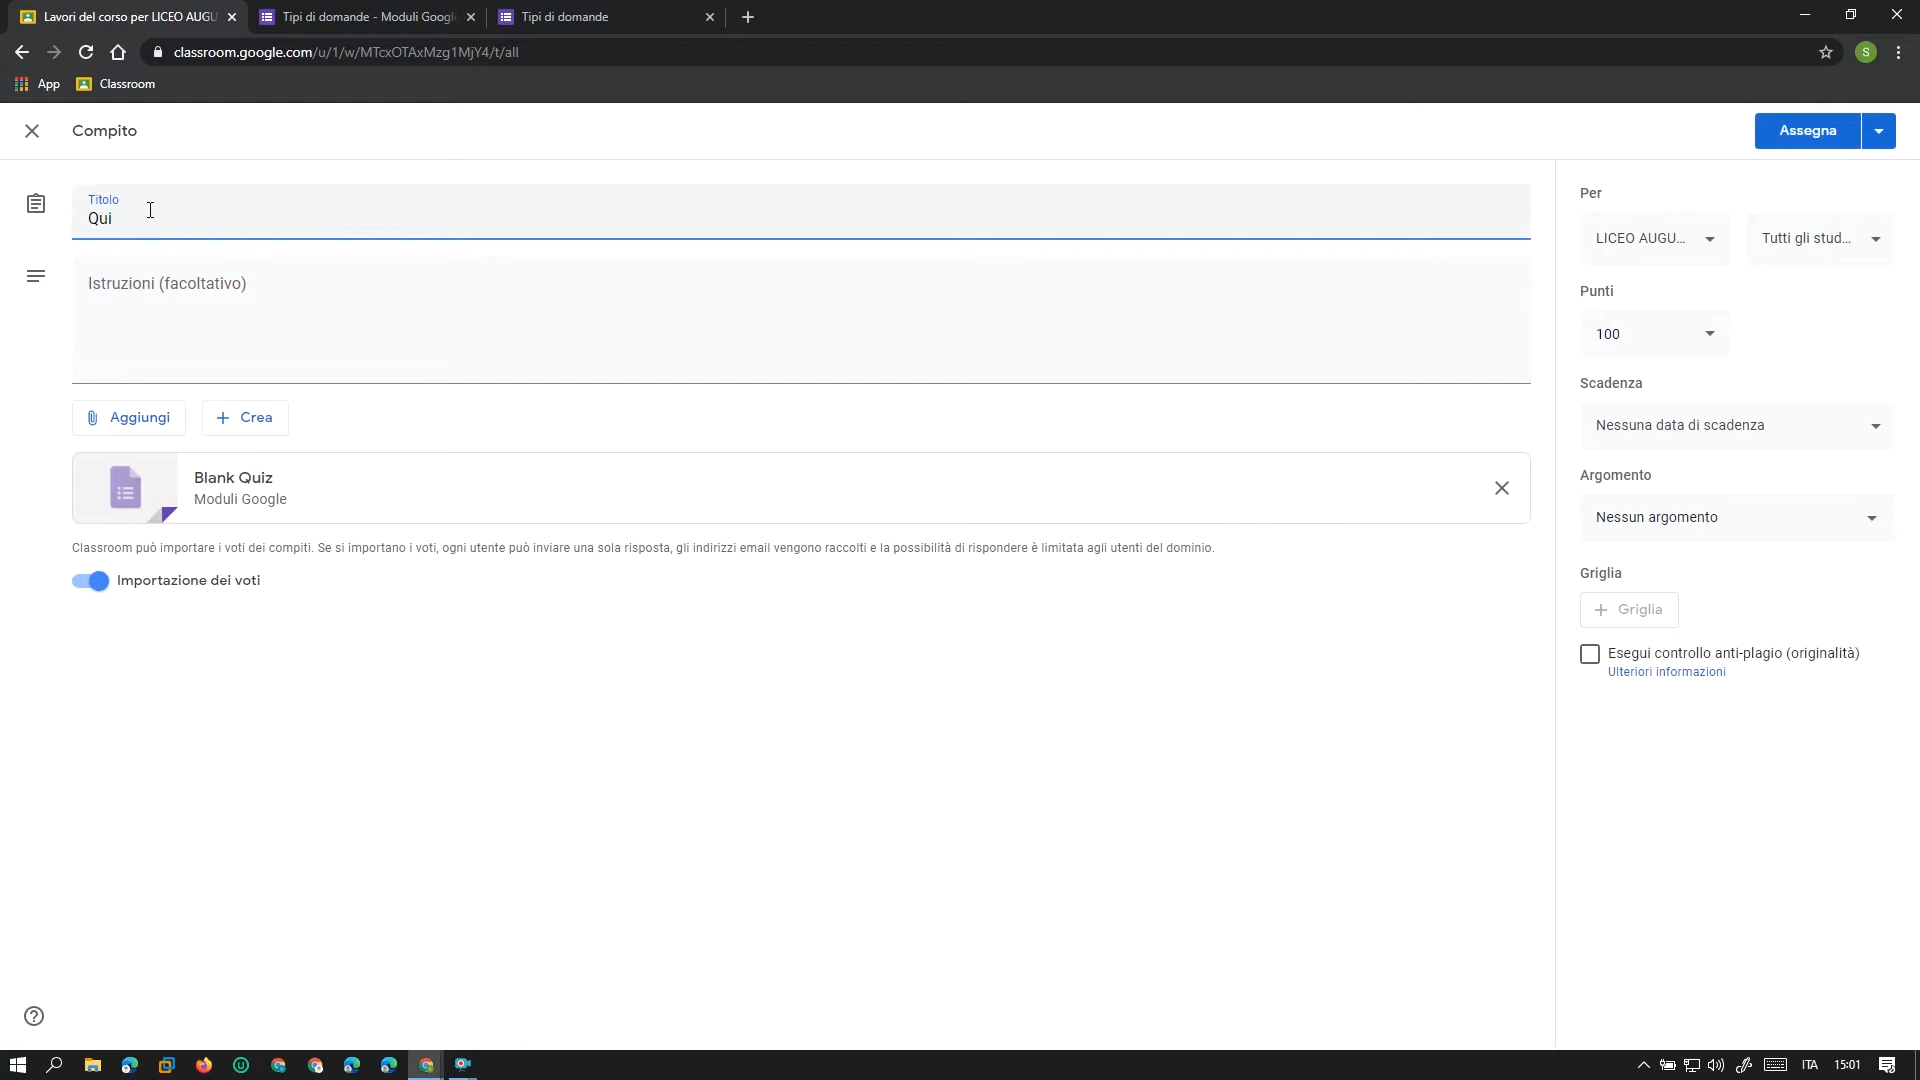 Lavori del corso per LICEO AUGU
Tipi di domande - Moduli Google
Tipi di domande
classroom.google.com/u/1/w/MTcxOTAxMzg1MjY4/t/all
S
App
Classroom
Compito
Assegna
Titolo
Qui
Istruzioni (facoltativo)
Aggiungi
Crea
Blank Quiz
Moduli Google
Classroom può importare i voti dei compiti. Se si importano i voti, ogni utente può inviare una sola risposta, gli indirizzi email vengono raccolti e la possibilità di rispondere è limitata agli utenti del dominio.
Importazione dei voti
Per
LICEO AUGU...
Tutti gli stud...
Punti
100
Scadenza
Nessuna data di scadenza
Argomento
Nessun argomento
Griglia
Griglia
Esegui controllo anti-plagio (originalità)
Ulteriori informazioni
ITA
15:01